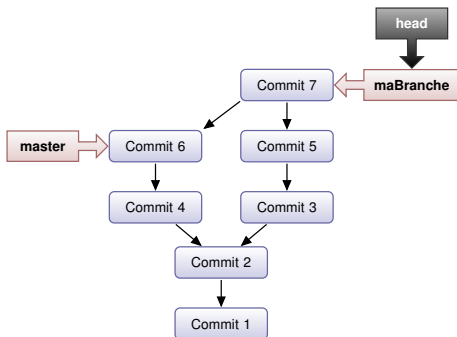 head
Commit 7
maBranche
master
Commit 6
Commit 5
Commit 4
Commit 3
Commit 2
Commit 1